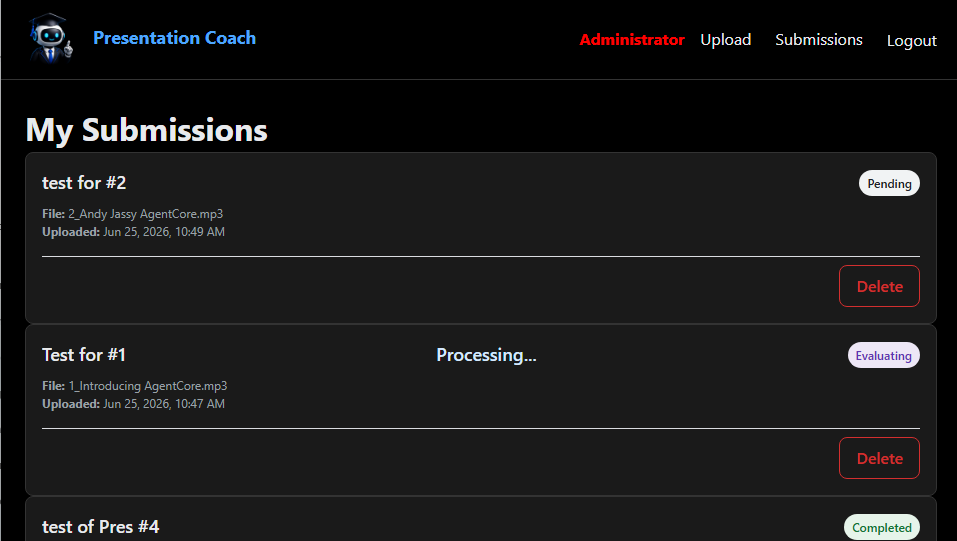 Presentation Coach
Administrator Upload Submissions Logout
My Submissions
test for #2
Pending
File: 2_Andy Jassy AgentCore.mp3
Uploaded: Jun 25, 2026, 10:49 AM
Delete
Test for #1
Processing...
Evaluating
File: 1_Introducing AgentCore.mp3
Uploaded: Jun 25, 2026, 10:47 AM
Delete
test of Pres #4
Completed